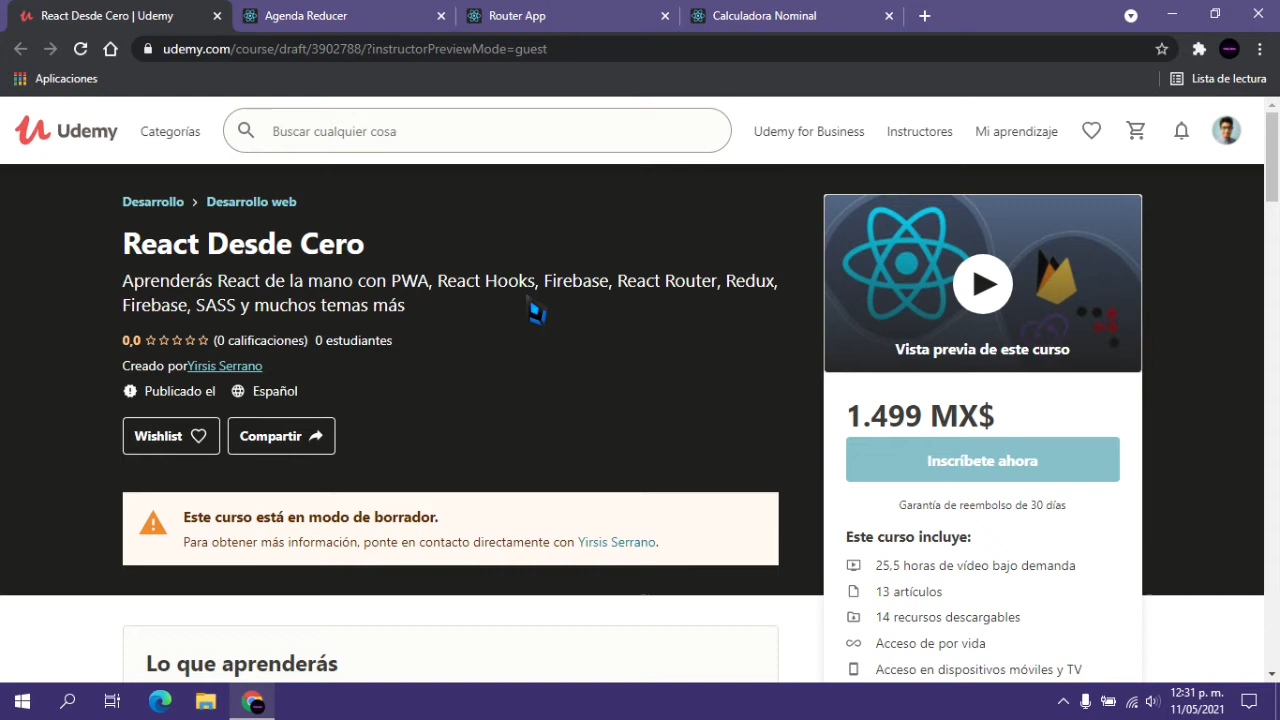 React Desde Cero | Udemy
Agenda Reducer
Router App
Calculadora Nominal
udemy.com/course/draft/3902788/?instructorPreviewMode=guest
Aplicaciones
Lista de lectura
Udemy
Categorías
Buscar cualquier cosa
Udemy for Business
Instructores
Mi aprendizaje
Desarrollo
Desarrollo web
React Desde Cero
Aprenderás React de la mano con PWA, React Hooks, Firebase, React Router, Redux,
Firebase, SASS y muchos temas más
0,0 (0 calificaciones) 0 estudiantes
Creado porYirsis Serrano
Publicado el Español
Wishlist
Compartir
Este curso está en modo de borrador.
Para obtener más información, ponte en contacto directamente con Yirsis Serrano.
Lo que aprenderás
Vista previa de este curso
1.499 MX$
Inscríbete ahora
Garantía de reembolso de 30 días
Este curso incluye:
25,5 horas de vídeo bajo demanda
13 artículos
14 recursos descargables
Acceso de por vida
Acceso en dispositivos móviles y TV
12:31 p. m.
11/05/2021